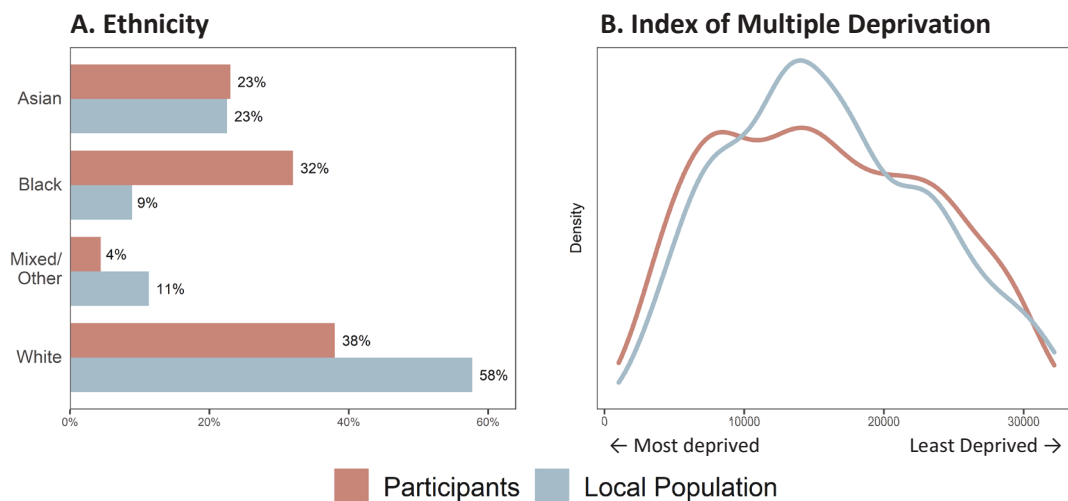 A. Ethnicity
Asian
23%
23%
Black
32%
9%
Mixed/
Other
4%
11%
White
38%
58%
0%
20%
40%
60%
B. Index of Multiple Deprivation
Density
0
10000
20000
30000
← Most deprived
Least Deprived →
Participants
Local Population